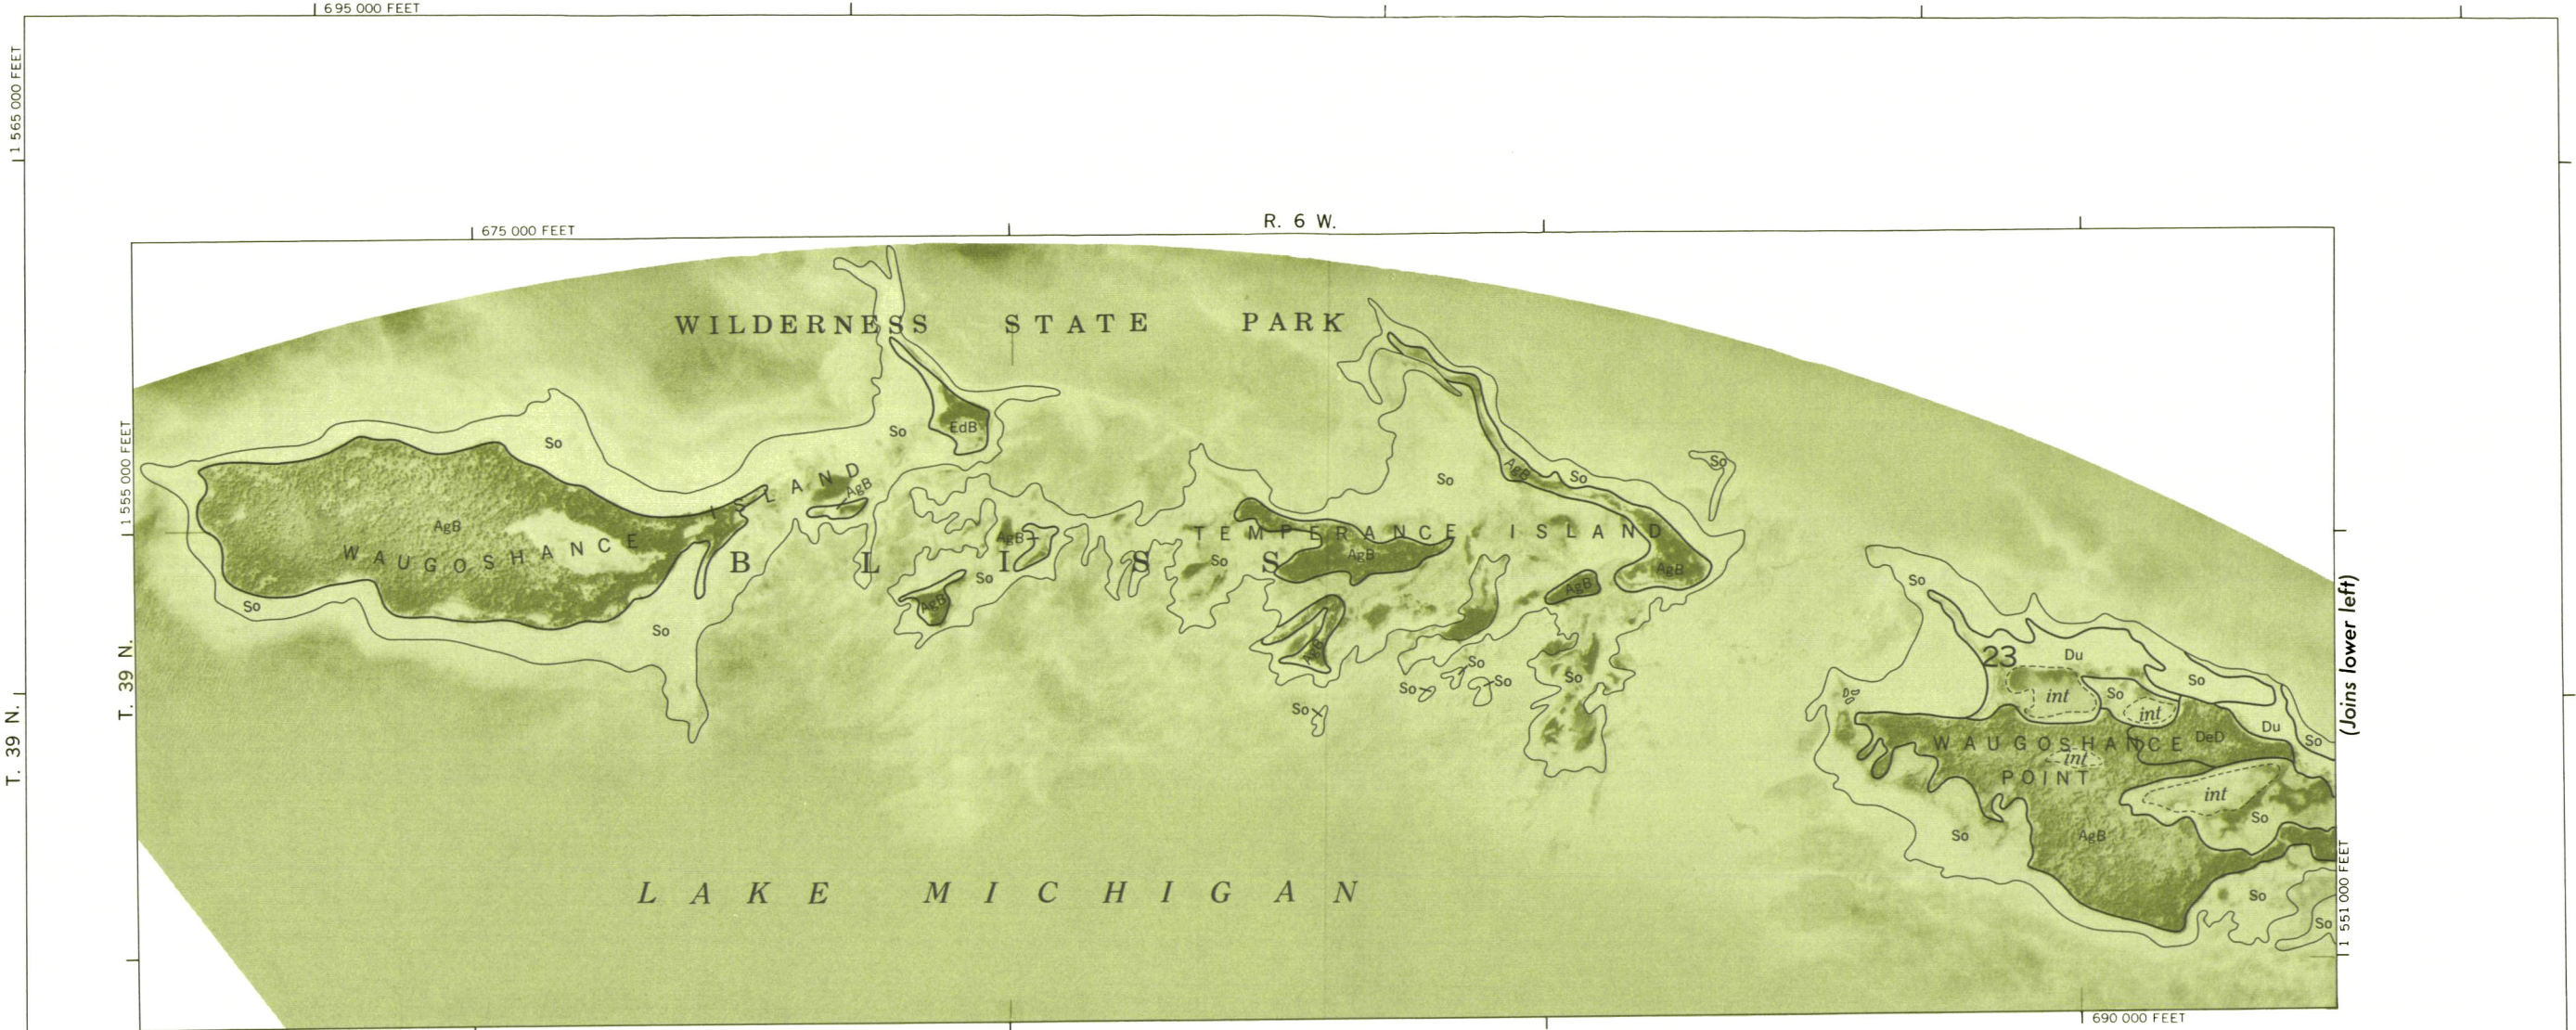 695 000 FEET
1 565 000 FEET
R. 6 W.
675 000 FEET
WILDERNESS STATE PARK
1 555 000 FEET
So
EdB
So
So
So
So
AgB
ISLAND
AgB
AgB
WAUGOSHANCE
AgB
TEMPERANCE ISLAND
AgB
So
AgB
AgB
BLISS
So
AgB
So
AgB
So
So
AgB
So
So
So
So
So
(Joins lower left)
T. 39 N.
T. 39 N.
23
Du
So
int
So
int
Du
So
WAUGOSHANCE
DeD
int
POINT
int
So
So
AgB
LAKE MICHIGAN
So
So
1 551 000 FEET
690 000 FEET